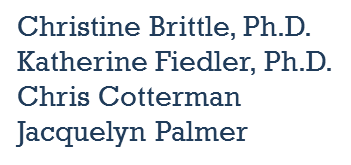 Christine Brittle, Ph.D.
Katherine Fiedler, Ph.D.
Chris Cotterman
Jacquelyn Palmer